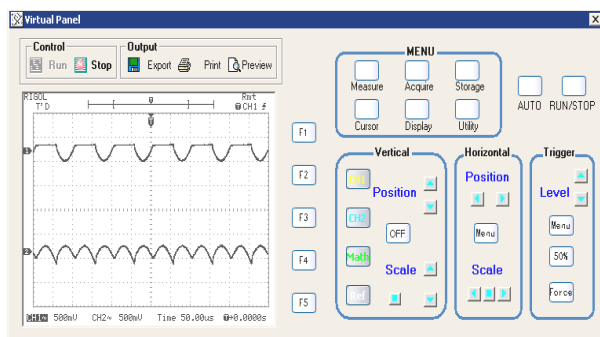 Virtual Panel
Control
Run Stop
Output
Export Print Preview
RIGOL
T'D
Rmt
CH1
1
2
CH1~ 500mV CH2~ 500mV Time 50.00us 0.0000s
F1
F2
F3
F4
F5
MENU
Measure Acquire Storage
Cursor Display Utility
AUTO RUN/STOP
Vertical
CH1
Position
CH2
OFF
Math
Scale
Ref
Horizontal
Position
Menu
Scale
Trigger
Level
Menu
50%
Force